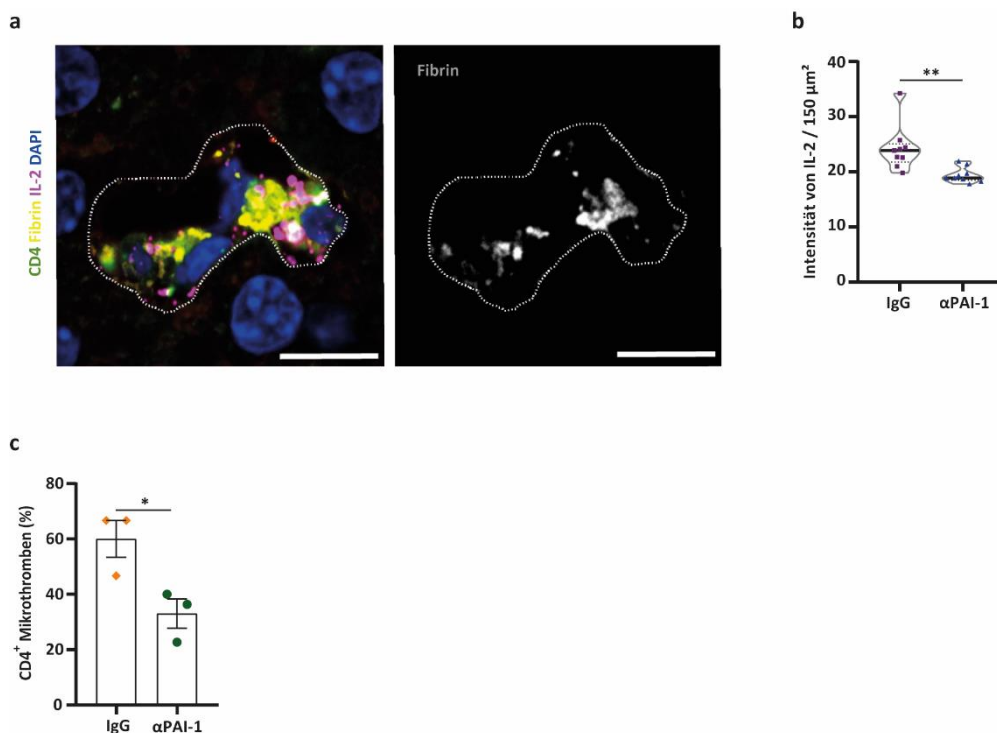 a
CD4 Fibrin IL-2 DAPI
Fibrin
b
Intensität von IL-2 / 150 µm²
40
30
20
10
0
**
IgG
αPAI-1
c
CD4⁺ Mikrothromben (%)
80
60
40
20
0
*
IgG
αPAI-1